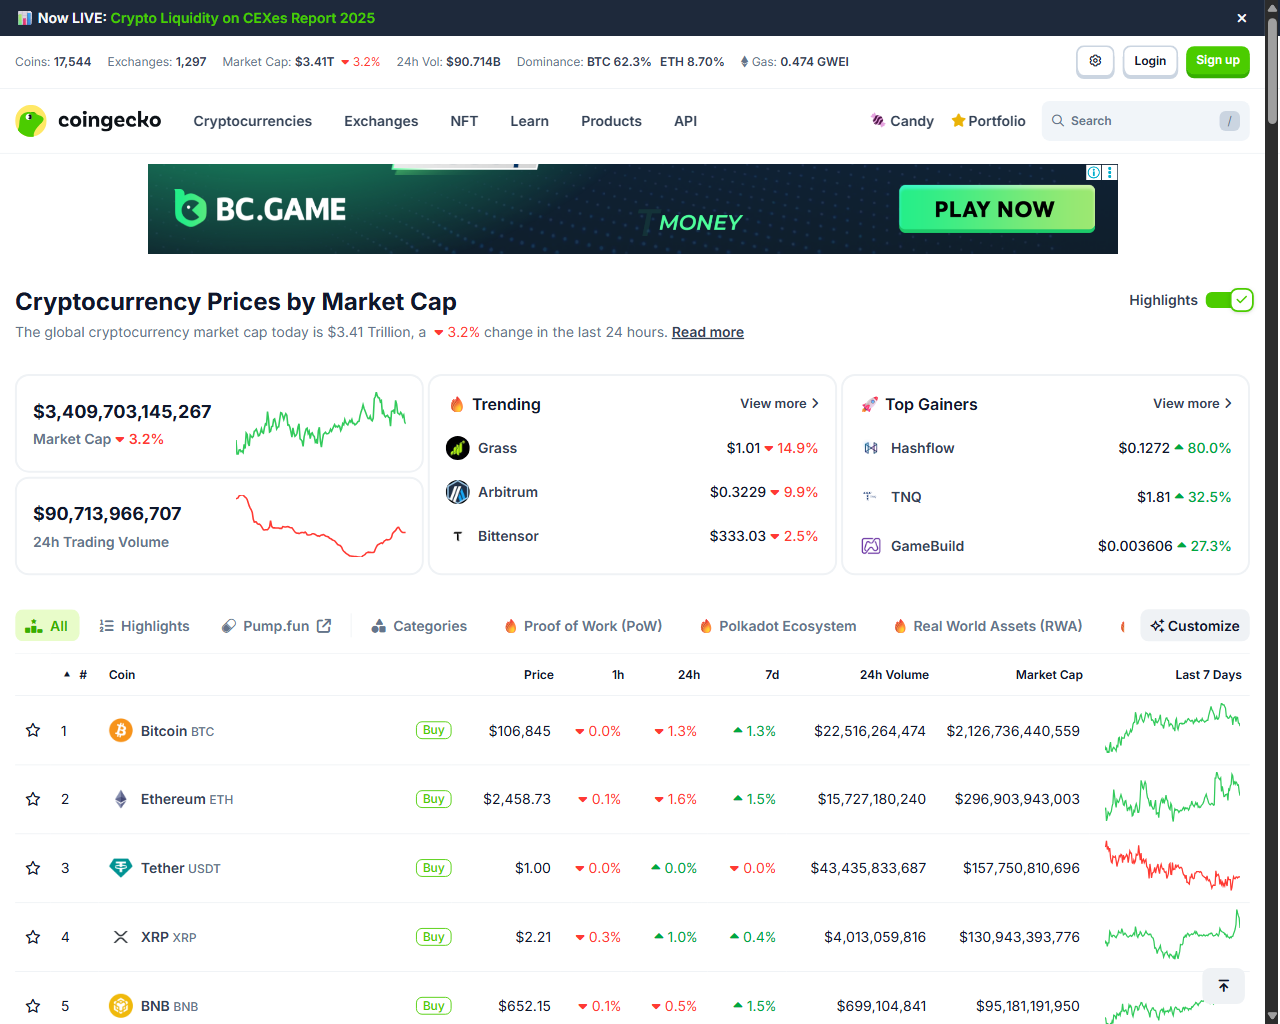 Now LIVE: Crypto Liquidity on CEXes Report 2025
Coins: 17,544 Exchanges: 1,297 Market Cap: $3.41T 3.2% 24h Vol: $90.714B Dominance: BTC 62.3% ETH 8.70% Gas: 0.474 GWEI
Login
Sign up
coingecko
Cryptocurrencies Exchanges NFT Learn Products API
Candy Portfolio
Search /
BC.GAME
MONEY
PLAY NOW
Cryptocurrency Prices by Market Cap
Highlights
The global cryptocurrency market cap today is $3.41 Trillion, a 3.2% change in the last 24 hours. Read more
$3,409,703,145,267
Market Cap 3.2%
$90,713,966,707
24h Trading Volume
Trending View more
Grass $1.01 14.9%
Arbitrum $0.3229 9.9%
T Bittensor $333.03 2.5%
Top Gainers View more
Hashflow $0.1272 80.0%
TNQ $1.81 32.5%
GameBuild $0.003606 27.3%
All Highlights Pump.fun Categories Proof of Work (PoW) Polkadot Ecosystem Real World Assets (RWA) Customize
# Coin Price 1h 24h 7d 24h Volume Market Cap Last 7 Days
1 Bitcoin BTC Buy $106,845 0.0% 1.3% 1.3% $22,516,264,474 $2,126,736,440,559
2 Ethereum ETH Buy $2,458.73 0.1% 1.6% 1.5% $15,727,180,240 $296,903,943,003
3 Tether USDT Buy $1.00 0.0% 0.0% 0.0% $43,435,833,687 $157,750,810,696
4 XRP XRP Buy $2.21 0.3% 1.0% 0.4% $4,013,059,816 $130,943,393,776
5 BNB BNB Buy $652.15 0.1% 0.5% 1.5% $699,104,841 $95,181,191,950